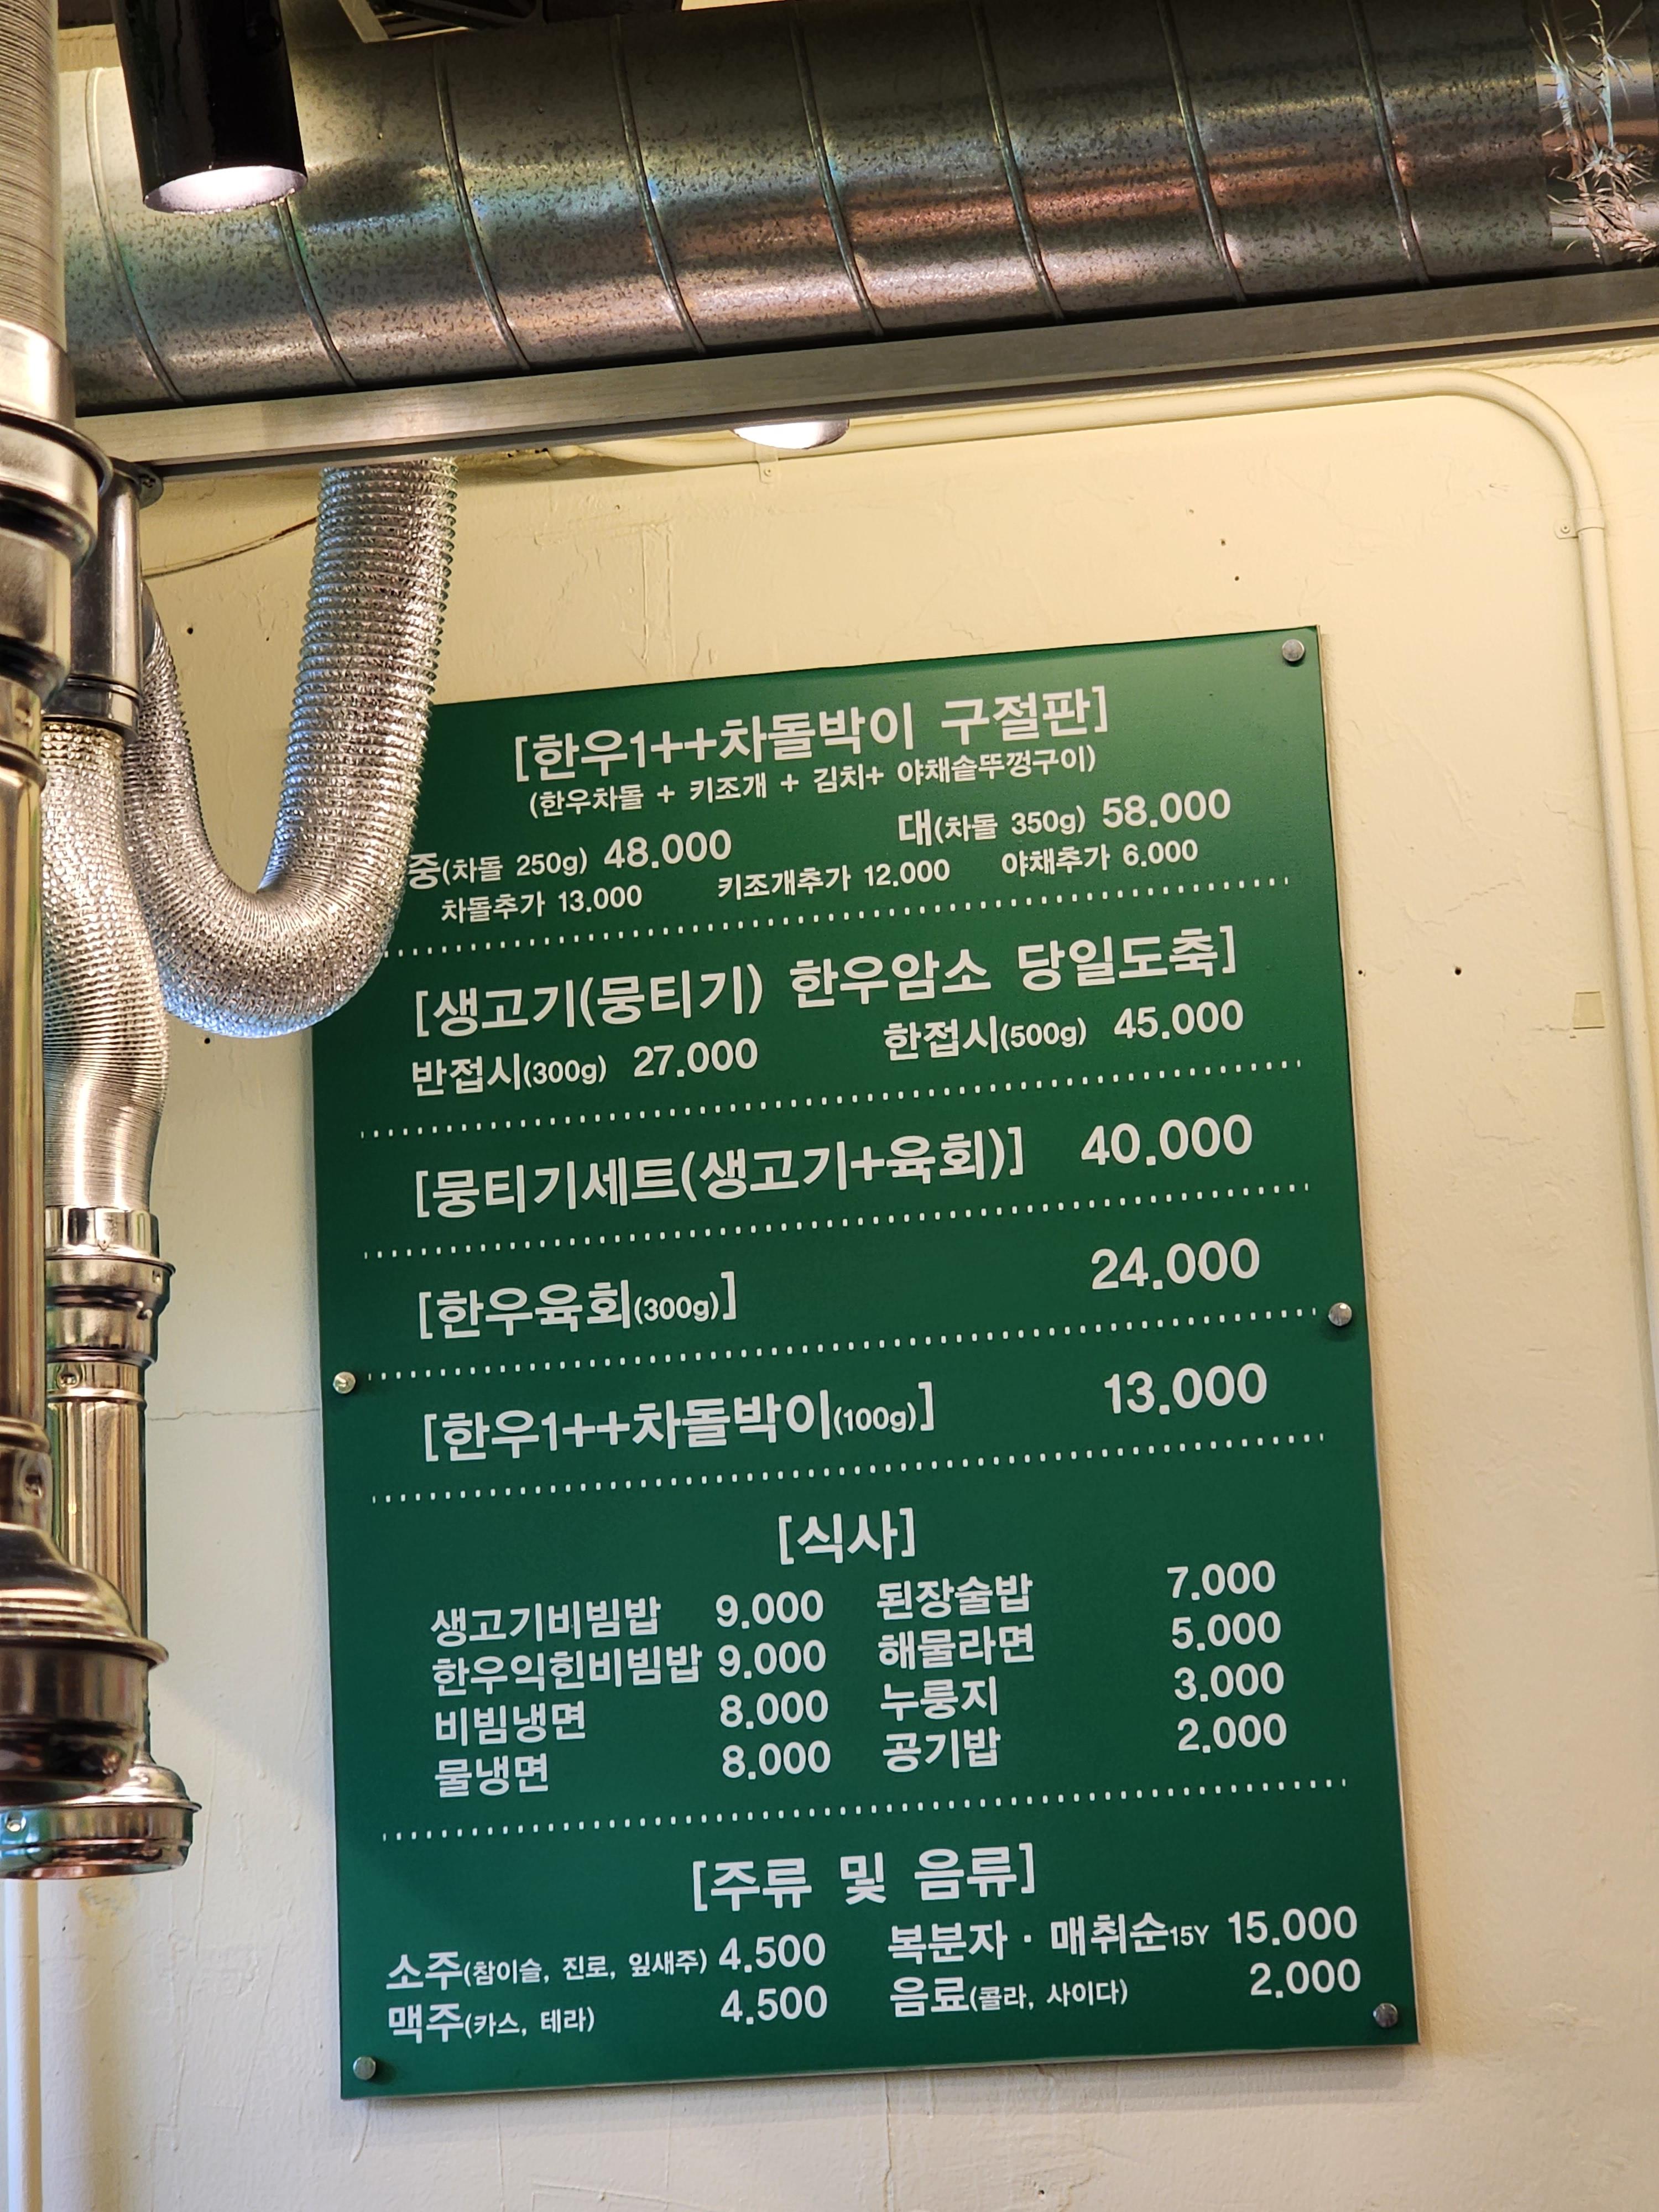 [한우1++차돌박이 구절판]
(한우차돌 + 키조개 + 김치+ 야채솥뚜껑구이)
중(차돌 250g) 48.000 대(차돌 350g) 58.000
차돌추가 13.000 키조개추가 12.000 야채추가 6.000
[생고기(뭉티기) 한우암소 당일도축]
반접시(300g) 27.000 한접시(500g) 45.000
[뭉티기세트(생고기+육회)] 40.000
[한우육회(300g)] 24.000
[한우1++차돌박이(100g)] 13.000
[식사]
생고기비빔밥 9.000 된장술밥 7.000
한우익힌비빔밥 9.000 해물라면 5.000
비빔냉면 8.000 누룽지 3.000
물냉면 8.000 공기밥 2.000
[주류 및 음류]
소주(참이슬, 진로, 잎새주) 4.500 복분자 · 매취순15Y 15.000
맥주(카스, 테라) 4.500 음료(콜라, 사이다) 2.000